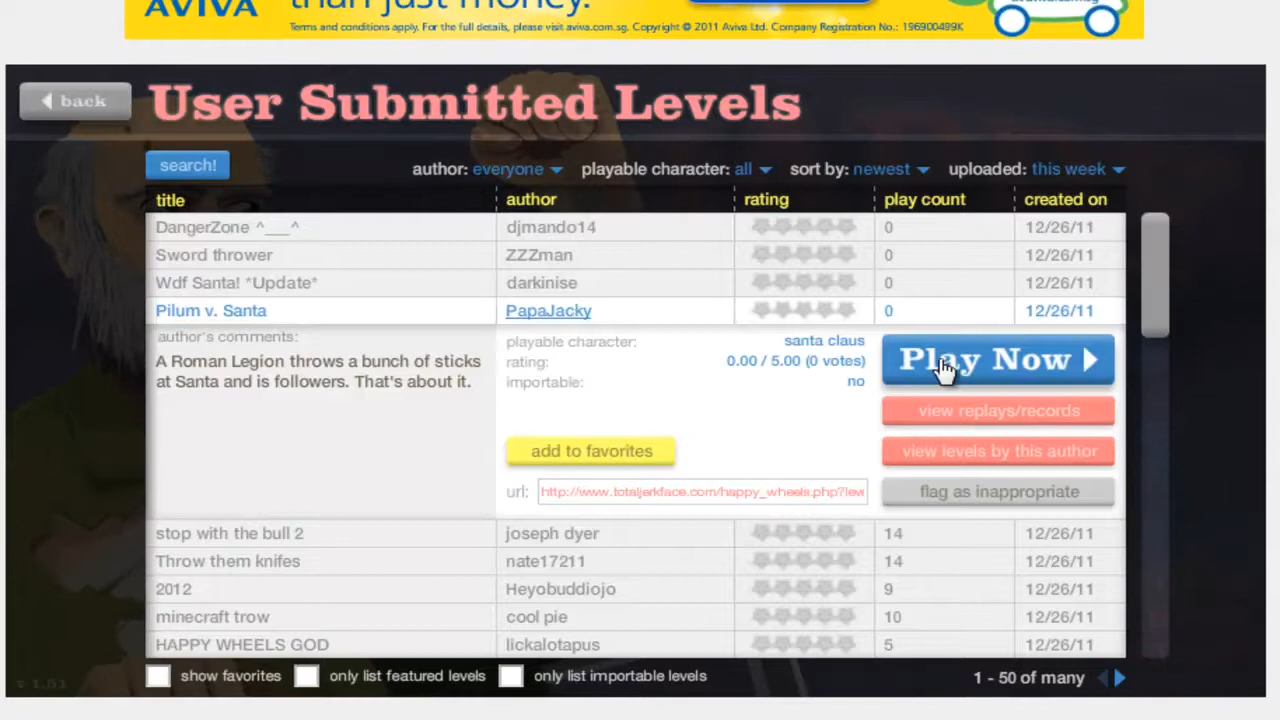 AVIVA than just money.
Terms and conditions apply. For the full details, please visit aviva.com.sg. Copyright © 2011 Aviva Ltd. Company Registration No.: 196900499K
back User Submitted Levels
search! author: everyone playable character: all sort by: newest uploaded: this week
title author rating play count created on
DangerZone ^___^ djmando14 0 12/26/11
Sword thrower ZZZman 0 12/26/11
Wdf Santa! *Update* darkinise 0 12/26/11
Pilum v. Santa PapaJacky 0 12/26/11
author's comments:
A Roman Legion throws a bunch of sticks
at Santa and is followers. That's about it.
playable character: santa claus
rating: 0.00 / 5.00 (0 votes)
importable: no
add to favorites
url: http://www.totaljerkface.com/happy_wheels.php?leve
Play Now
view replays/records
view levels by this author
flag as inappropriate
stop with the bull 2 joseph dyer 14 12/26/11
Throw them knifes nate17211 14 12/26/11
2012 Heyobuddiojo 9 12/26/11
minecraft trow cool pie 10 12/26/11
HAPPY WHEELS GOD lickalotapus 5 12/26/11
show favorites only list featured levels only list importable levels 1 - 50 of many
v 1.51